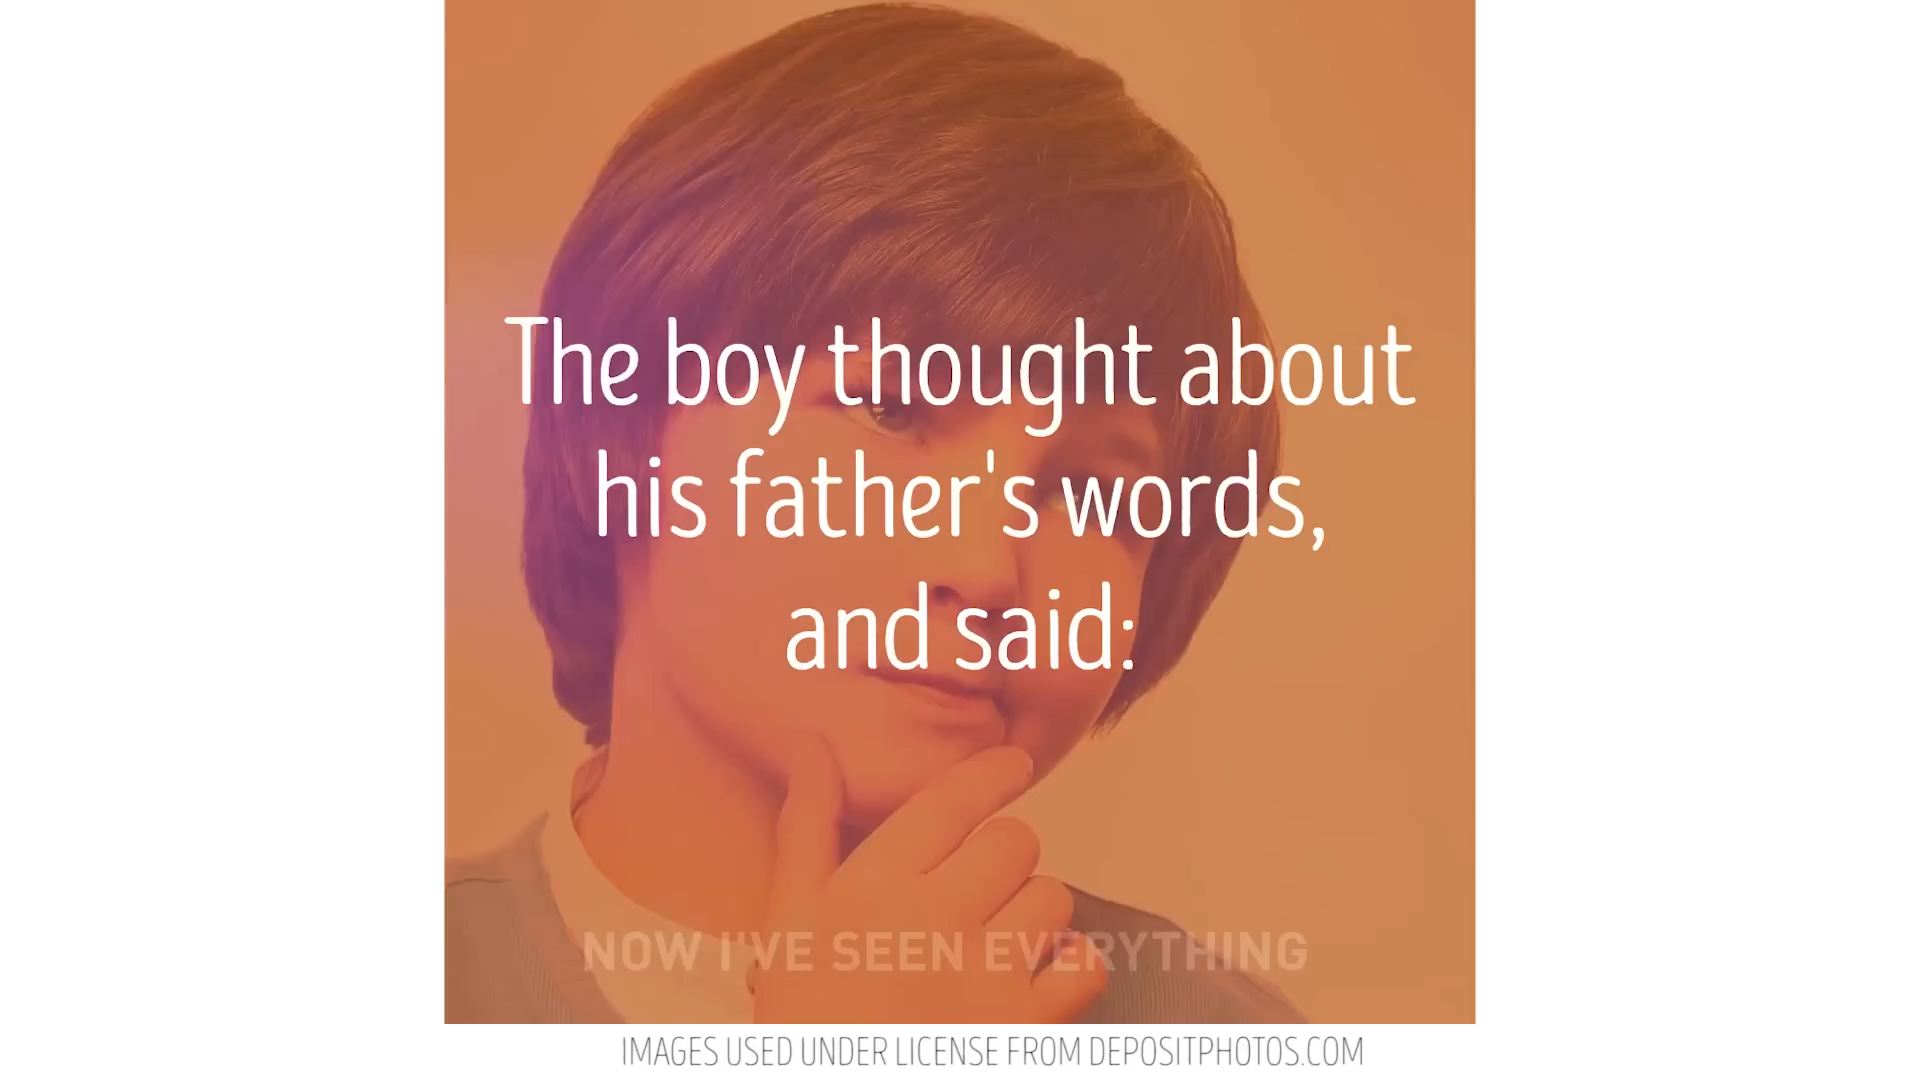 The boy thought about
his father's words,
and said:
NOW I'VE SEEN EVERYTHING
IMAGES USED UNDER LICENSE FROM DEPOSITPHOTOS.COM